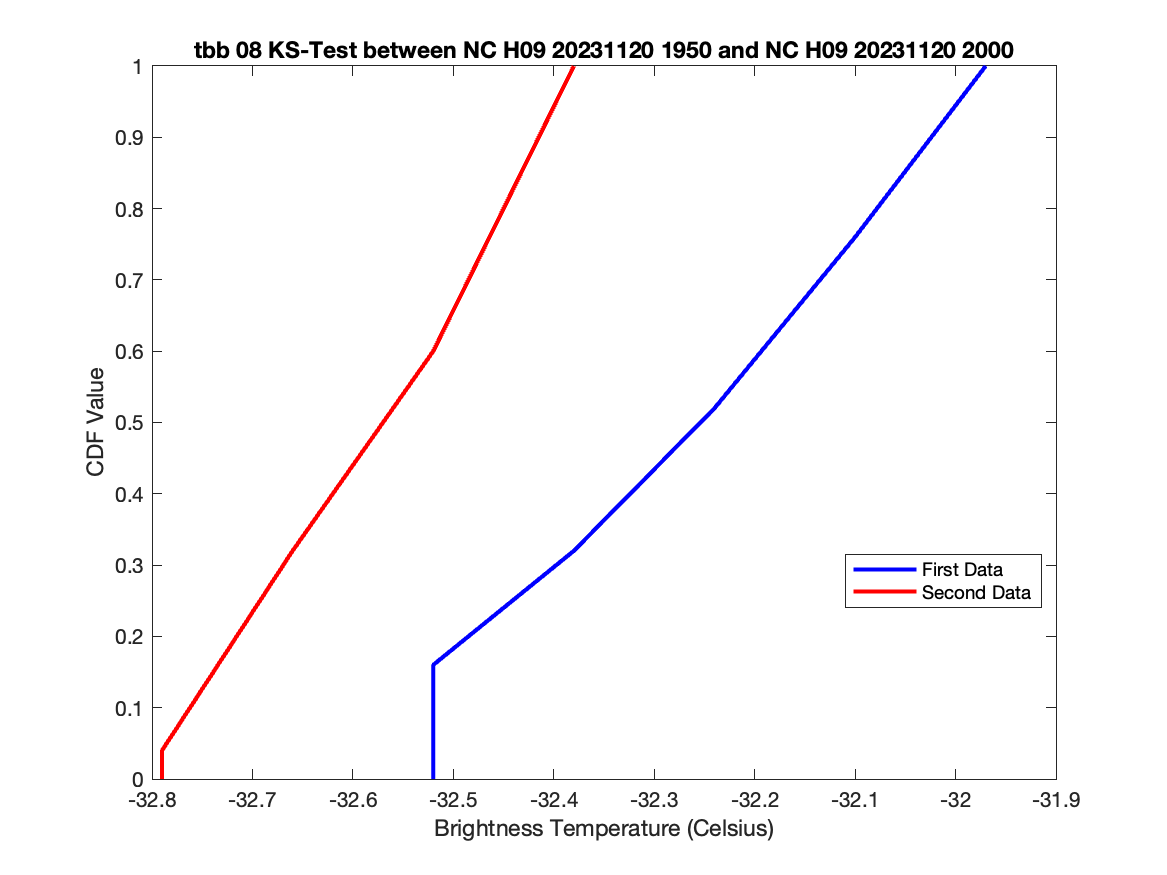 tbb 08 KS-Test between NC H09 20231120 1950 and NC H09 20231120 2000
1
0.9
0.8
0.7
0.6
0.5
0.4
0.3
0.2
0.1
0
CDF Value
First Data
Second Data
-32.8 -32.7 -32.6 -32.5 -32.4 -32.3 -32.2 -32.1 -32 -31.9
Brightness Temperature (Celsius)